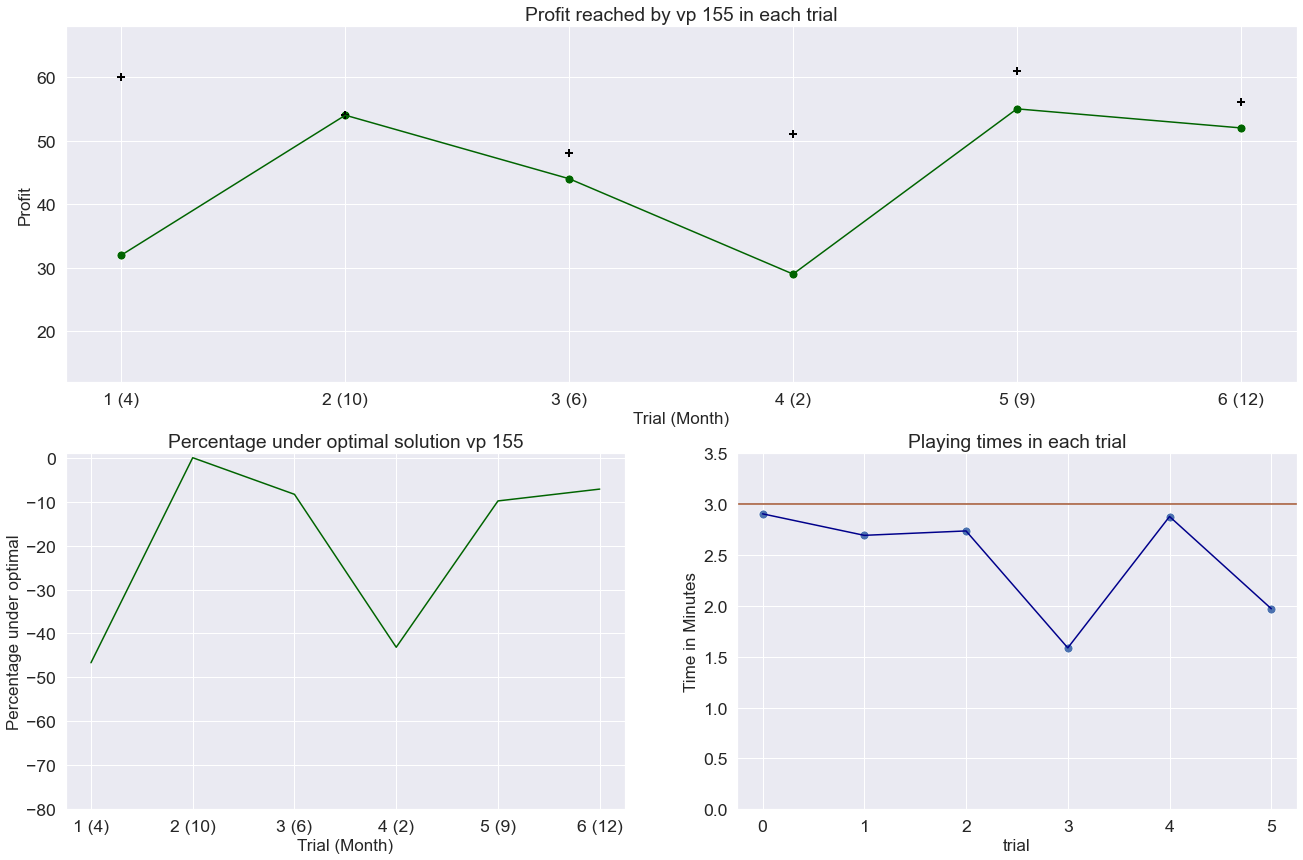 Profit reached by vp 155 in each trial
Profit
60
50
40
30
20
1 (4) 2 (10) 3 (6) 4 (2) 5 (9) 6 (12)
Trial (Month)
Percentage under optimal solution vp 155
Percentage under optimal
0
−10
−20
−30
−40
−50
−60
−70
−80
1 (4) 2 (10) 3 (6) 4 (2) 5 (9) 6 (12)
Trial (Month)
Playing times in each trial
Time in Minutes
3.5
3.0
2.5
2.0
1.5
1.0
0.5
0.0
0 1 2 3 4 5
trial